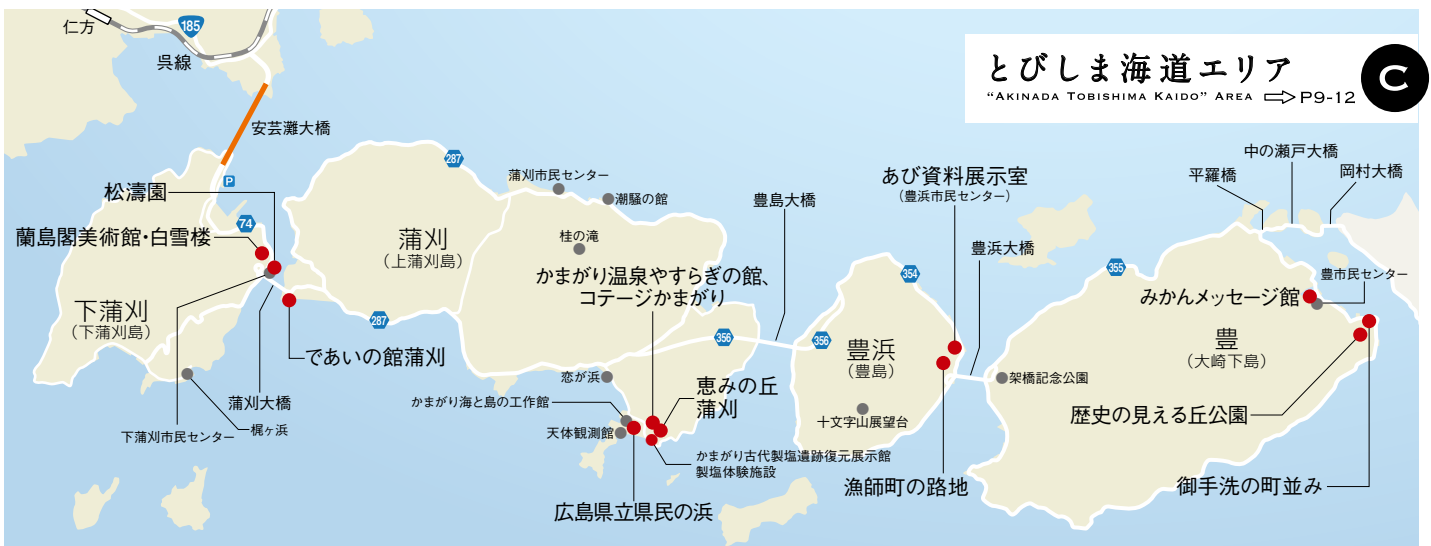 仁方
185
呉線
とびしま海道エリア
C
“AKINADA TOBISHIMA KAIDO” AREA ⇨ P9-12
安芸灘大橋
P
松濤園
74
蘭島閣美術館・白雪楼
下蒲刈
(下蒲刈島)
であいの館蒲刈
蒲刈大橋
下蒲刈市民センター
梶ヶ浜
287
蒲刈
(上蒲刈島)
287
蒲刈市民センター
潮騒の館
桂の滝
かまがり温泉やすらぎの館、
コテージかまがり
356
恋が浜
かまがり海と島の工作館
天体観測館
恵みの丘
蒲刈
かまがり古代製塩遺跡復元展示館
製塩体験施設
広島県立県民の浜
豊島大橋
356
あび資料展示室
(豊浜市民センター)
354
豊浜
(豊島)
十文字山展望台
漁師町の路地
豊浜大橋
架橋記念公園
355
平羅橋
中の瀬戸大橋
岡村大橋
豊市民センター
みかんメッセージ館
豊
(大崎下島)
歴史の見える丘公園
御手洗の町並み